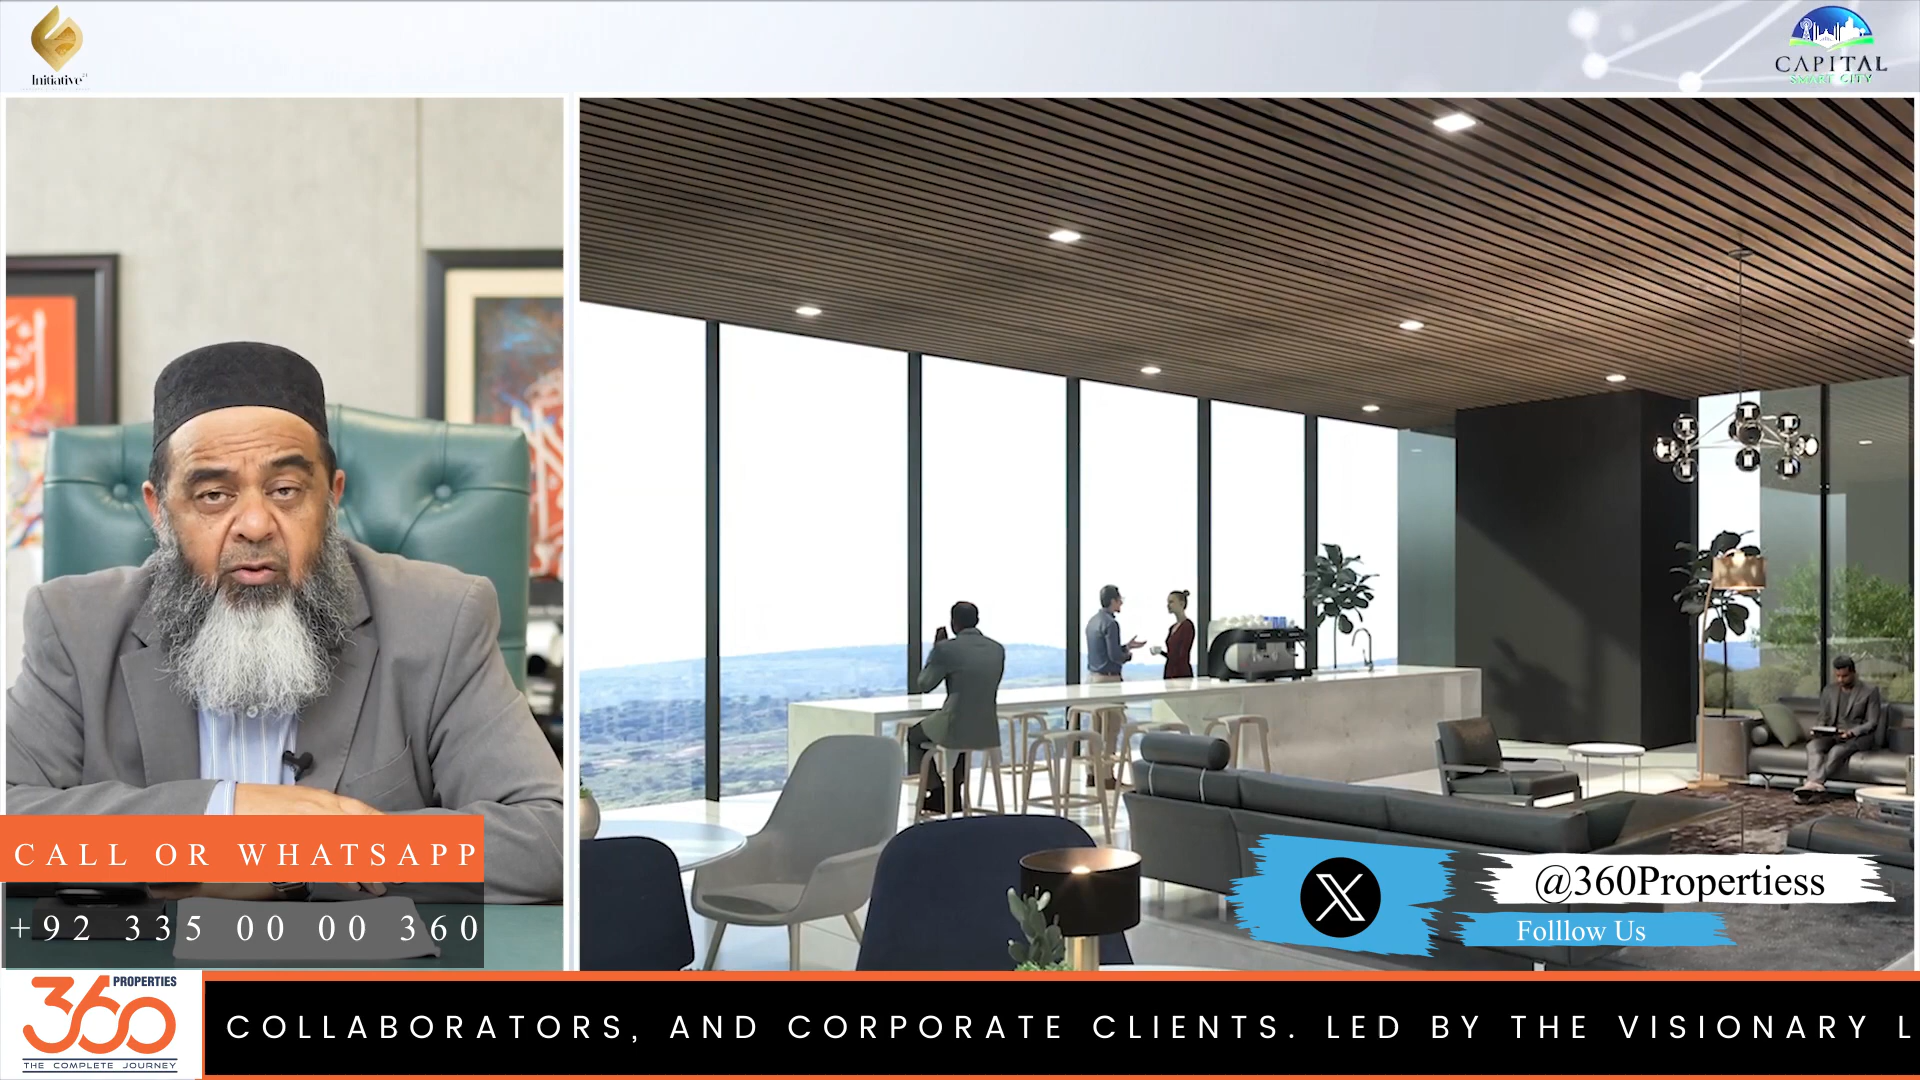 Initiative
CAPITAL
SMART CITY
CALL OR WHATSAPP
+92 335 00 00 360
@360Propertiess
Folllow Us
360 PROPERTIES
THE COMPLETE JOURNEY
COLLABORATORS, AND CORPORATE CLIENTS. LED BY THE VISIONARY L